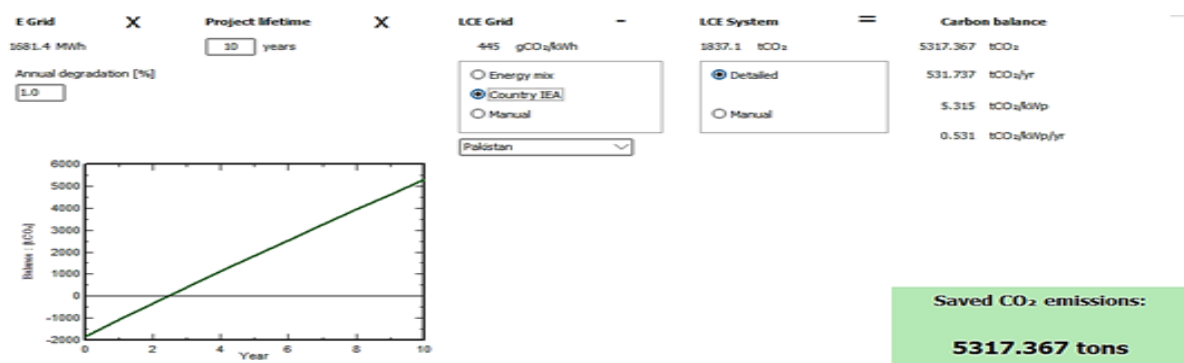 E Grid X Project lifetime X LCE Grid - LCE System = Carbon balance
1681.4 MWh 10 years 445 gCO₂/kWh 1837.1 tCO₂ 5317.367 tCO₂
Annual degradation [%] Energy mix Detailed 531.737 tCO₂/yr
1.0 Country IEA 5.315 tCO₂/kWp
Manual Manual 0.531 tCO₂/kWp/yr
Pakistan
6000
5000
4000
3000
2000
1000
0
-1000
-2000
Balance : [tCO₂]
0 2 4 6 8 10
Year
Saved CO₂ emissions:
5317.367 tons